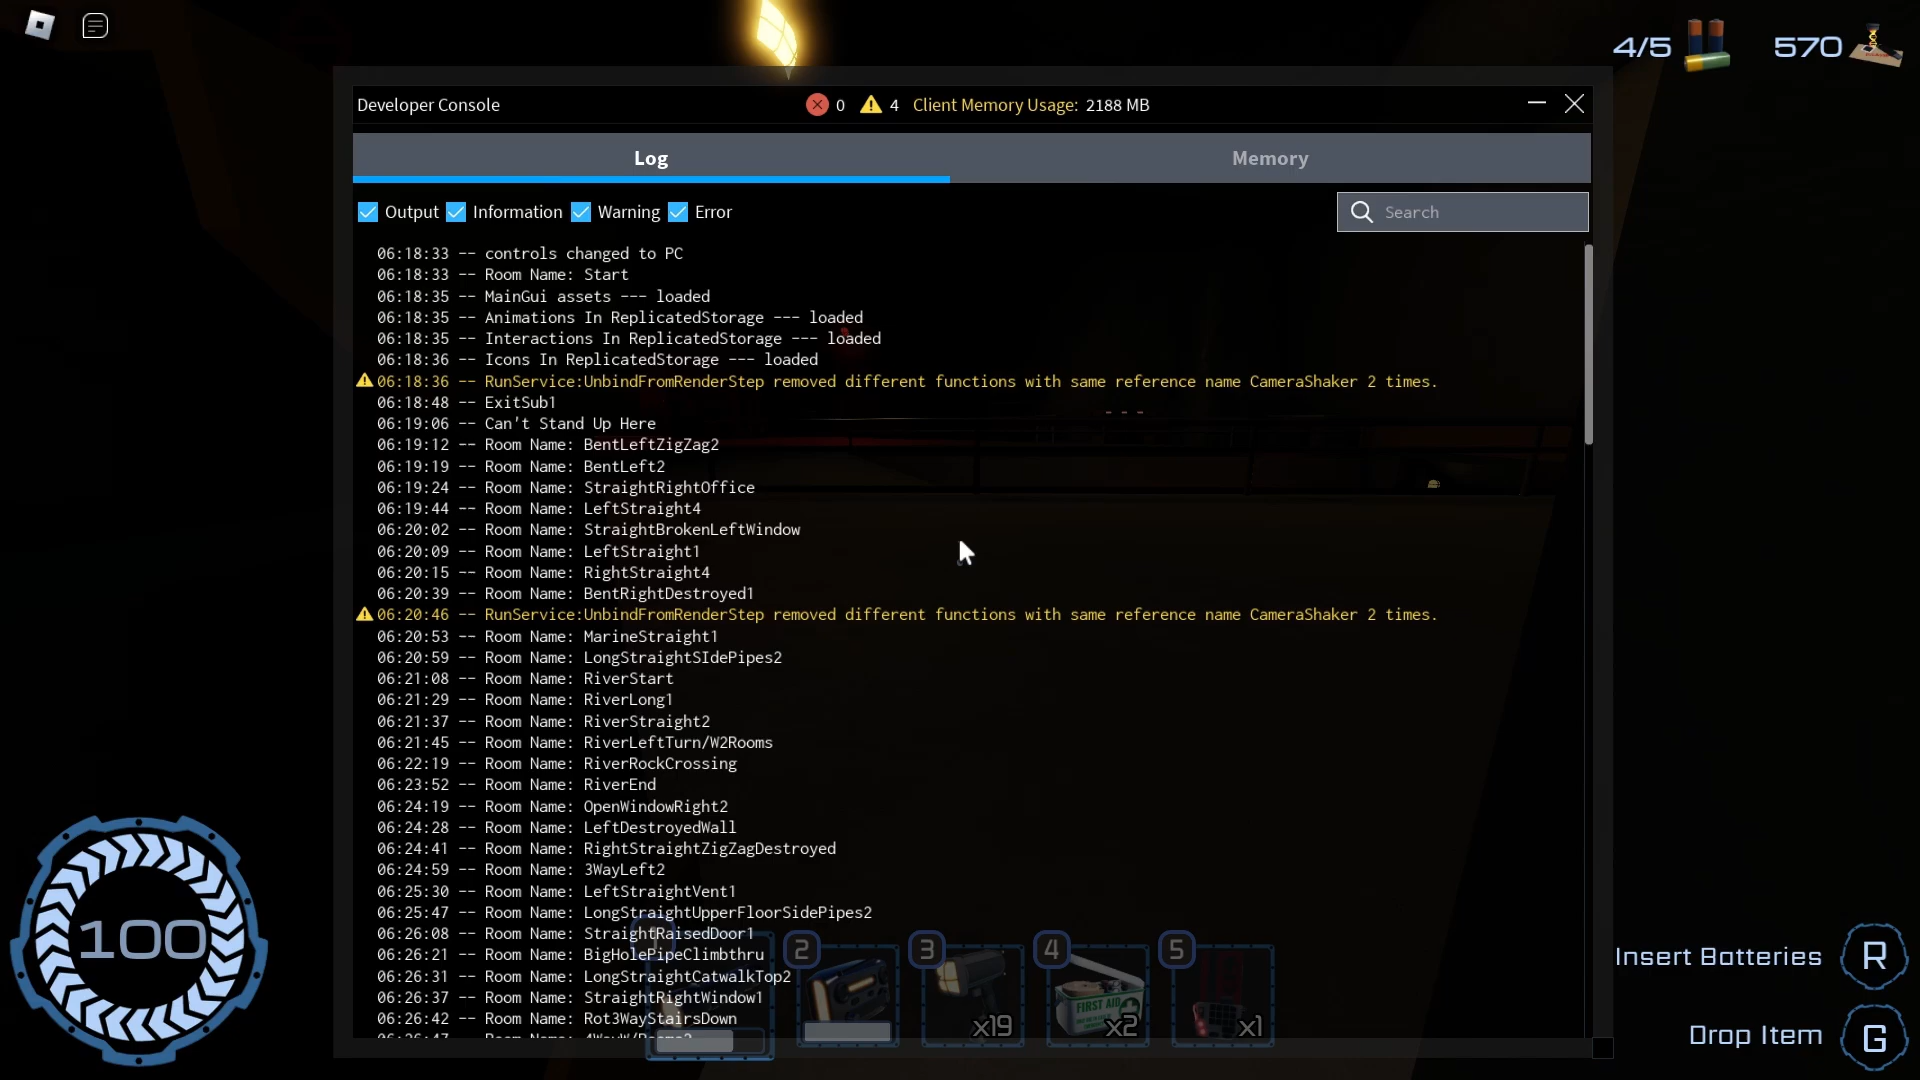 4/5
570
Developer Console
0
4
Client Memory Usage: 2188 MB
Log
Memory
Output
Information
Warning
Error
Search
06:18:33 -- controls changed to PC
06:18:33 -- Room Name: Start
06:18:35 -- MainGui assets --- loaded
06:18:35 -- Animations In ReplicatedStorage --- loaded
06:18:35 -- Interactions In ReplicatedStorage --- loaded
06:18:36 -- Icons In ReplicatedStorage --- loaded
06:18:36 -- RunService:UnbindFromRenderStep removed different functions with same reference name CameraShaker 2 times.
06:18:48 -- ExitSub1
06:19:06 -- Can't Stand Up Here
06:19:12 -- Room Name: BentLeftZigZag2
06:19:19 -- Room Name: BentLeft2
06:19:24 -- Room Name: StraightRightOffice
06:19:44 -- Room Name: LeftStraight4
06:20:02 -- Room Name: StraightBrokenLeftWindow
06:20:09 -- Room Name: LeftStraight1
06:20:15 -- Room Name: RightStraight4
06:20:39 -- Room Name: BentRightDestroyed1
06:20:46 -- RunService:UnbindFromRenderStep removed different functions with same reference name CameraShaker 2 times.
06:20:53 -- Room Name: MarineStraight1
06:20:59 -- Room Name: LongStraightSIdePipes2
06:21:08 -- Room Name: RiverStart
06:21:29 -- Room Name: RiverLong1
06:21:37 -- Room Name: RiverStraight2
06:21:45 -- Room Name: RiverLeftTurn/W2Rooms
06:22:19 -- Room Name: RiverRockCrossing
06:23:52 -- Room Name: RiverEnd
06:24:19 -- Room Name: OpenWindowRight2
06:24:28 -- Room Name: LeftDestroyedWall
06:24:41 -- Room Name: RightStraightZigZagDestroyed
06:24:59 -- Room Name: 3WayLeft2
06:25:30 -- Room Name: LeftStraightVent1
06:25:47 -- Room Name: LongStraightUpperFloorSidePipes2
06:26:08 -- Room Name: StraightRaisedDoor1
06:26:21 -- Room Name: BigHolePipeClimbthru
06:26:31 -- Room Name: LongStraightCatwalkTop2
06:26:37 -- Room Name: StraightRightWindow1
06:26:42 -- Room Name: Rot3WayStairsDown
100
1
2
3
x19
4
FIRST AID
x2
5
x1
Insert Batteries
R
Drop Item
G